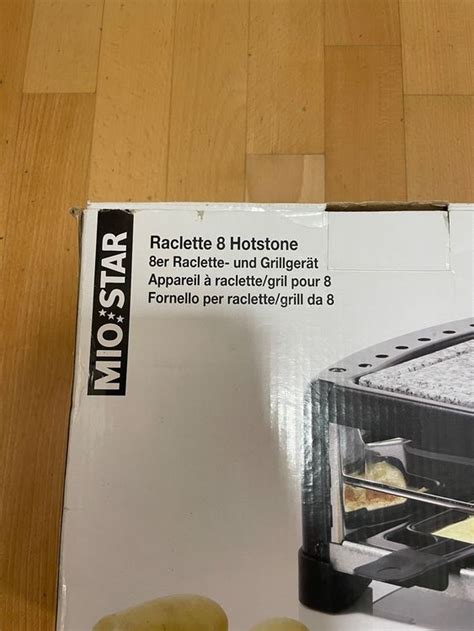 MIO STAR
Raclette 8 Hotstone
8er Raclette- und Grillgerät
Appareil à raclette/gril pour 8
Fornello per raclette/grill da 8